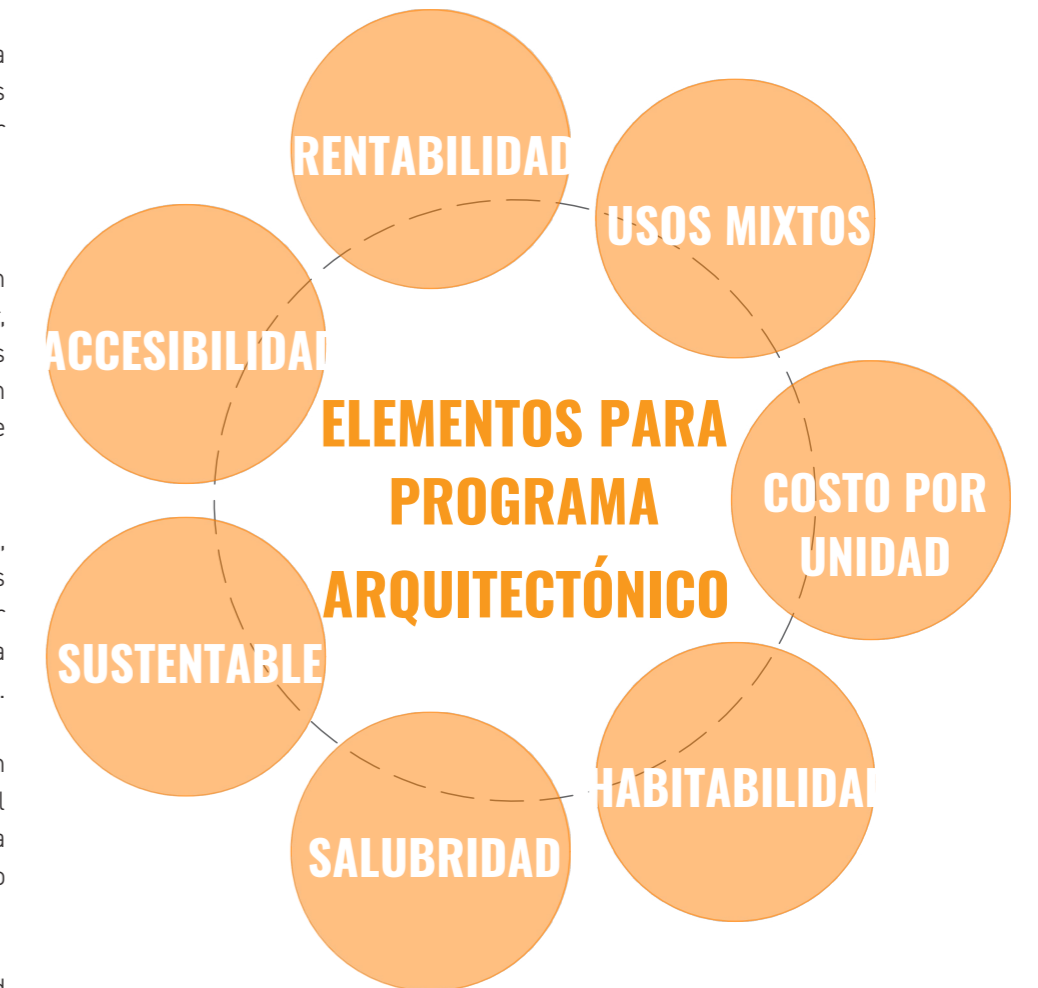 RENTABILIDAD
USOS MIXTOS
ACCESIBILIDAD
ELEMENTOS PARA
PROGRAMA
ARQUITECTÓNICO
COSTO POR
UNIDAD
SUSTENTABLE
HABITABILIDAD
SALUBRIDAD